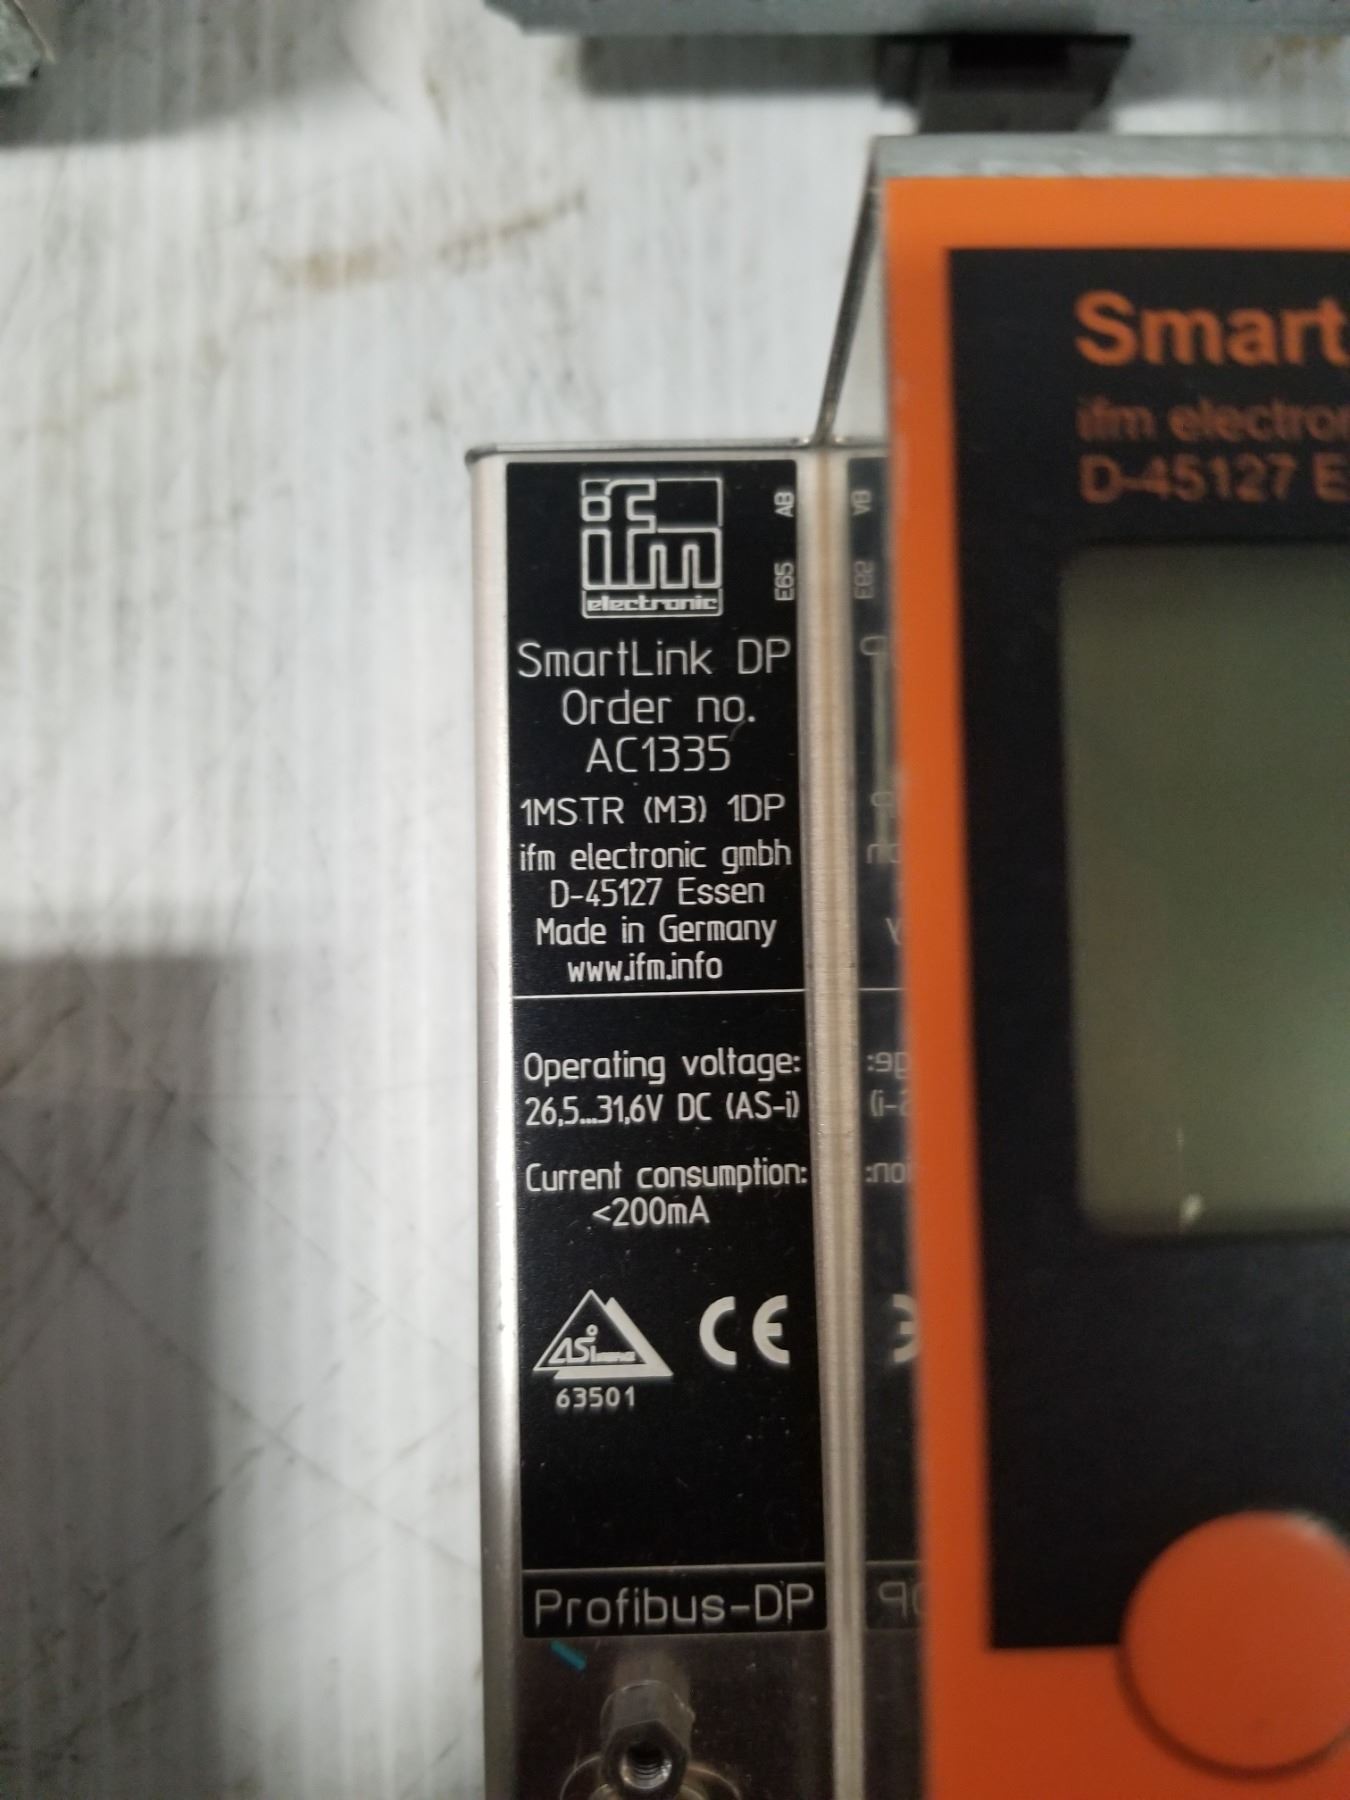 ifm
electronic
AB
E65
SmartLink DP
Order no.
AC1335
1MSTR (M3) 1DP
ifm electronic gmbh
D-45127 Essen
Made in Germany
www.ifm.info
Operating voltage:
26,5...31,6V DC (AS-i)
Current consumption:
<200mA
CE
63501
Profibus-DP
Smart
ifm electron
D-45127 E